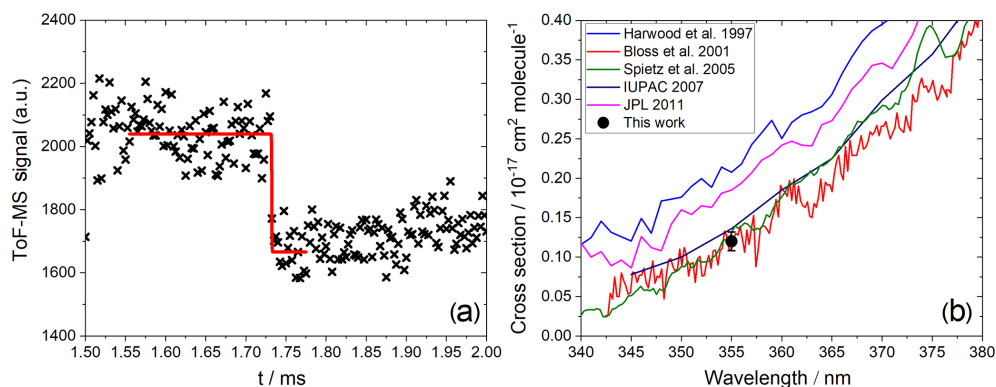 2400
2200
2000
1800
1600
1400
1.50 1.55 1.60 1.65 1.70 1.75 1.80 1.85 1.90 1.95 2.00
ToF-MS signal (a.u.)
t / ms
(a)
0.40
0.35
0.30
0.25
0.20
0.15
0.10
0.05
0.00
340 345 350 355 360 365 370 375 380
Cross section / 10⁻¹⁷ cm² molecule⁻¹
Wavelength / nm
Harwood et al. 1997
Bloss et al. 2001
Spietz et al. 2005
IUPAC 2007
JPL 2011
This work
(b)